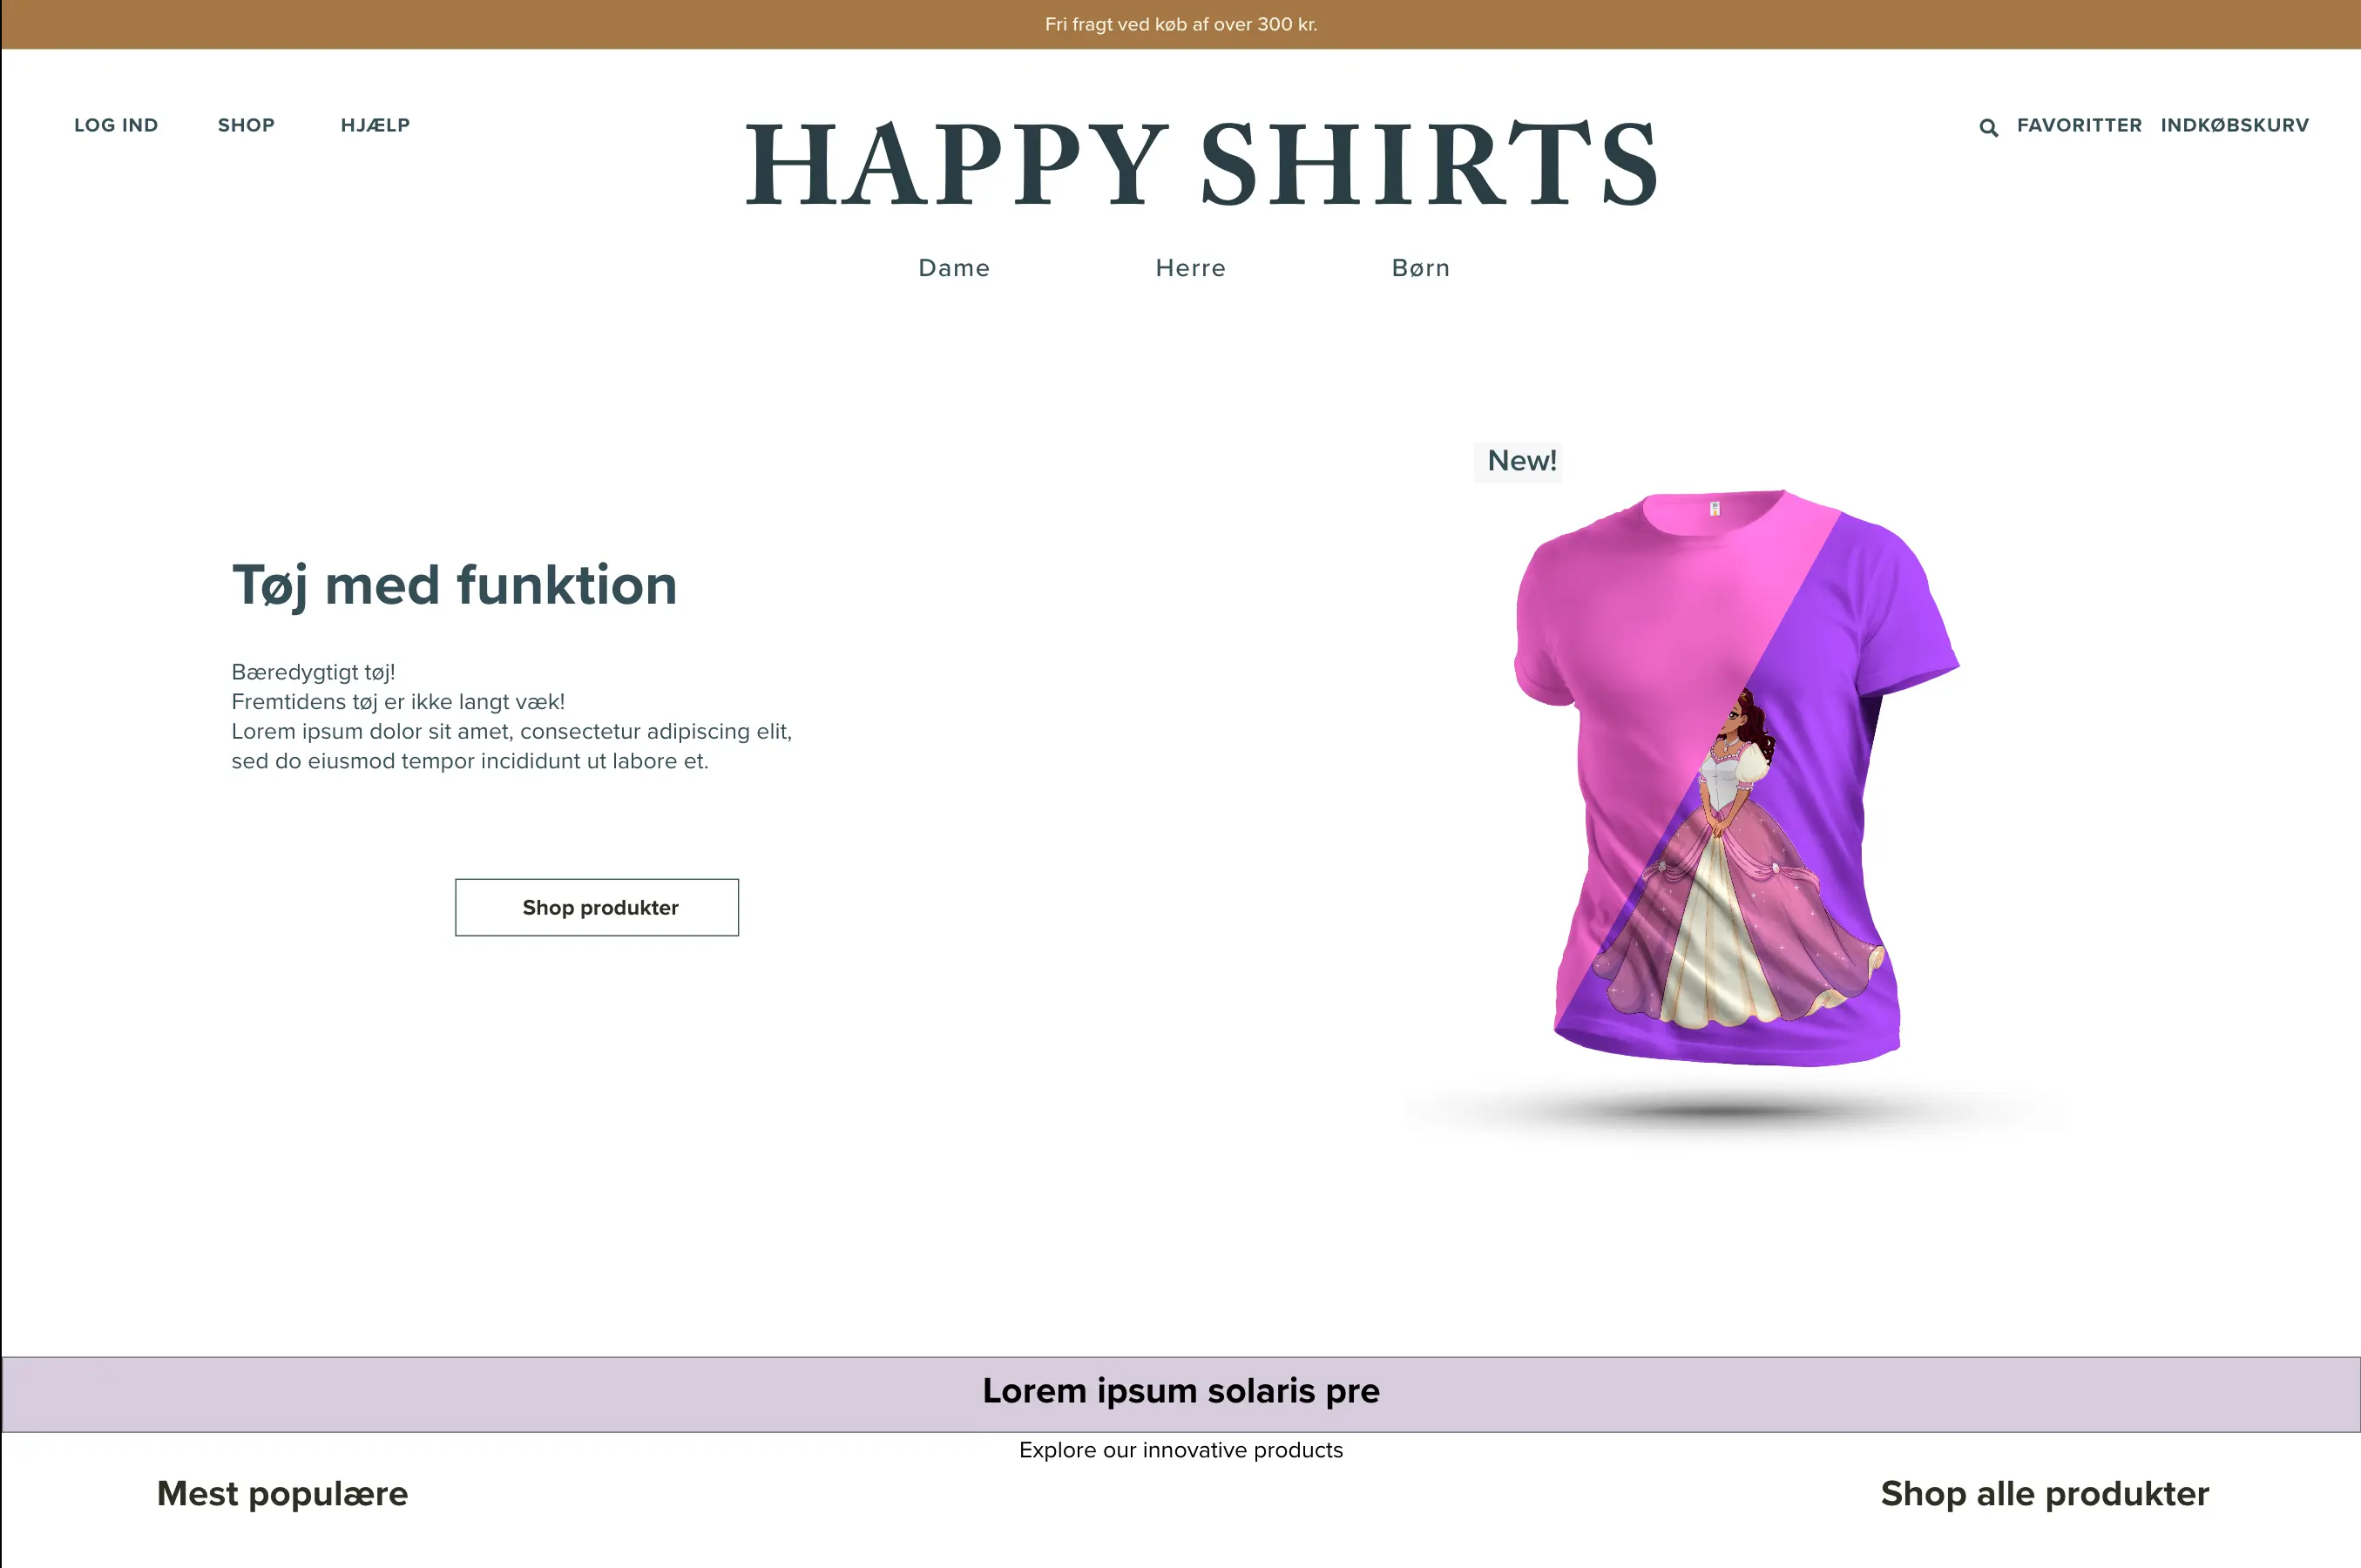 Fri fragt ved køb af over 300 kr.
LOG IND SHOP HJÆLP
HAPPY SHIRTS
FAVORITTER INDKØBSKURV
Dame Herre Børn
New!
Tøj med funktion
Bæredygtigt tøj!
Fremtidens tøj er ikke langt væk!
Lorem ipsum dolor sit amet, consectetur adipiscing elit,
sed do eiusmod tempor incididunt ut labore et.
Shop produkter
Lorem ipsum solaris pre
Explore our innovative products
Mest populære
Shop alle produkter